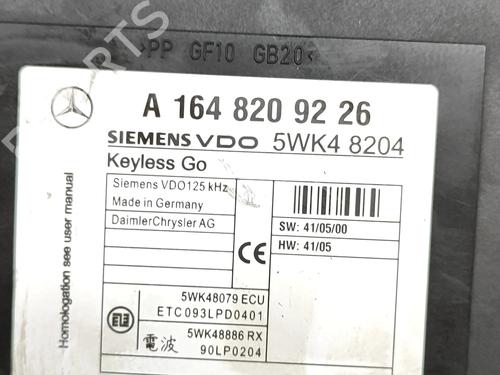 >PP GF10 GB20<
A 164 820 92 26
SIEMENS VDO 5WK4 8204
Keyless Go
Siemens VDO125 kHz
Made in Germany
DaimlerChrysler AG
SW: 41/05/00
HW: 41/05
CE
5WK48079 ECU
ETC093LPD0401
5WK48886 RX
電波 90LP0204
Homologation see user manual
PARTS